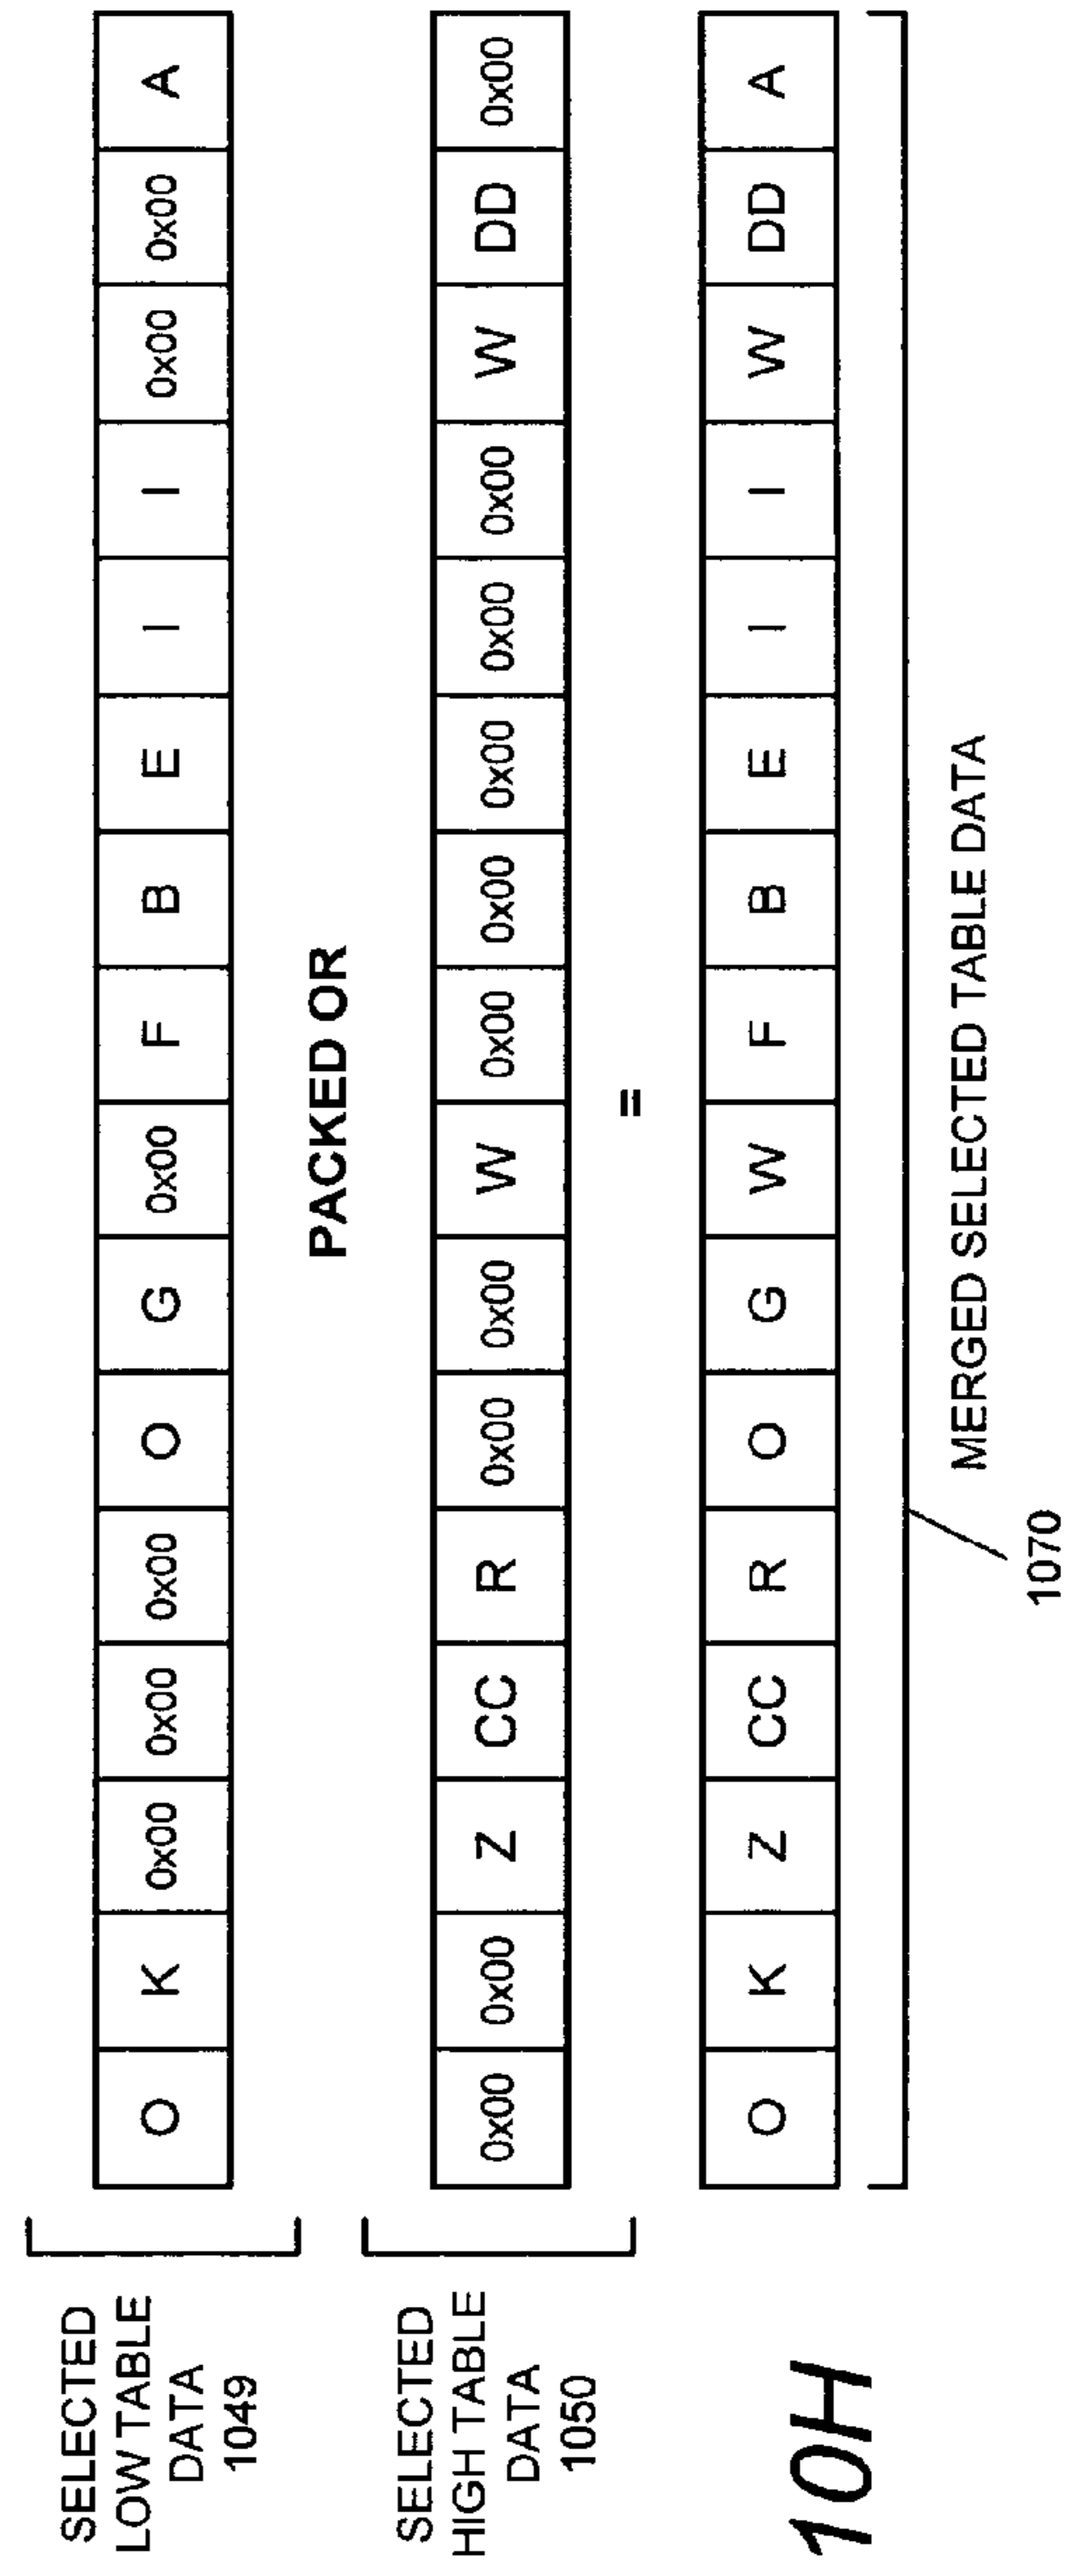 SELECTED
LOW TABLE
DATA
1049
O K 0x00 0x00 0x00 O G 0x00 F B E I I 0x00 0x00 A
PACKED OR
SELECTED
HIGH TABLE
DATA
1050
0x00 0x00 Z CC R 0x00 0x00 W 0x00 0x00 0x00 0x00 0x00 W DD 0x00
=
O K Z CC R O G W F B E I I W DD A
MERGED SELECTED TABLE DATA
1070
10H